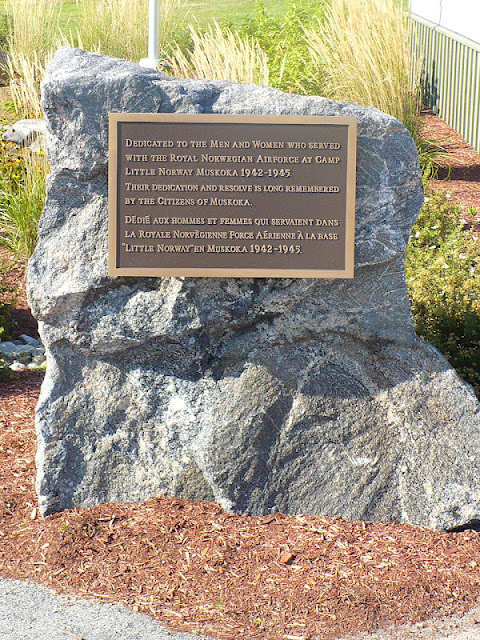 Dedicated to the Men and Women who served
with the Royal Norwegian Airforce at Camp
Little Norway Muskoka 1942-1945.
Their dedication and resolve is long remembered
by the Citizens of Muskoka.
Dédié aux hommes et femmes qui servaient dans
la Royale Norvëgienne Force Aërienne à la base
"Little Norway" en Muskoka 1942-1945.